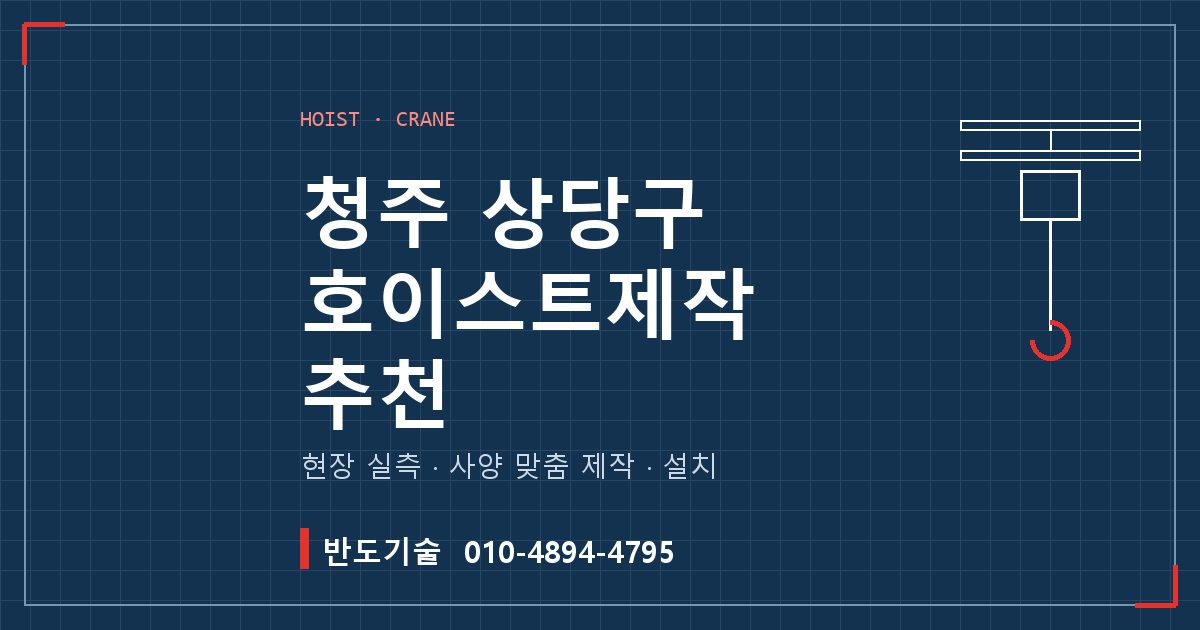 HOIST · CRANE
청주 상당구
호이스트제작
추천
현장 실측 · 사양 맞춤 제작 · 설치
반도기술 010-4894-4795